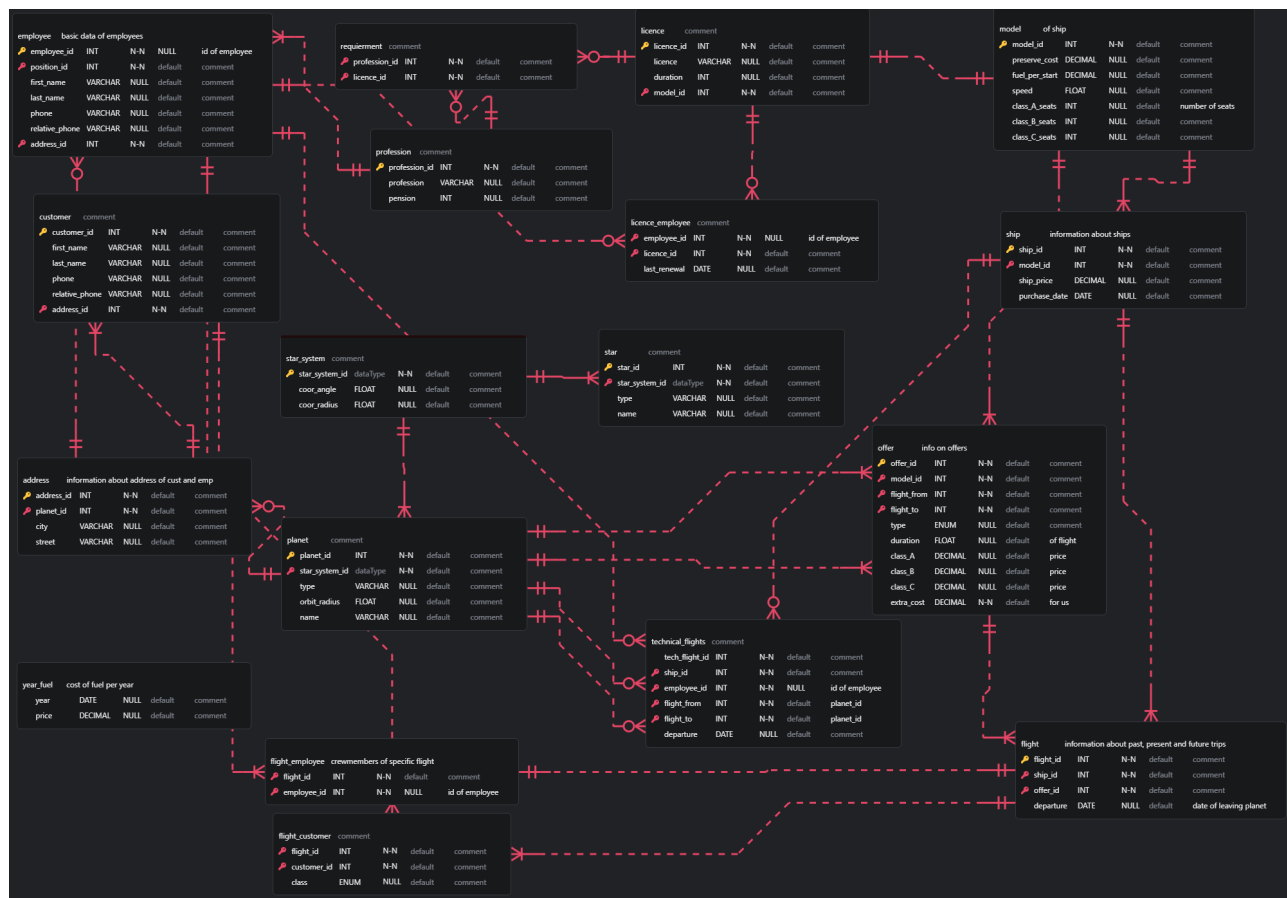 employee basic data of employees
employee_id INT N-N NULL id of employee
position_id INT N-N default comment
first_name VARCHAR NULL default comment
last_name VARCHAR NULL default comment
phone VARCHAR NULL default comment
relative_phone VARCHAR NULL default comment
address_id INT N-N default comment
requierment comment
profession_id INT N-N default comment
licence_id INT N-N default comment
licence comment
licence_id INT N-N default comment
licence VARCHAR NULL default comment
duration INT NULL default comment
model_id INT N-N default comment
model of ship
model_id INT N-N default comment
preserve_cost DECIMAL NULL default comment
fuel_per_start DECIMAL NULL default comment
speed FLOAT NULL default comment
class_A_seats INT NULL default number of seats
class_B_seats INT NULL default comment
class_C_seats INT NULL default comment
profession comment
profession_id INT N-N default comment
profession VARCHAR NULL default comment
pension INT NULL default comment
customer comment
customer_id INT N-N default comment
first_name VARCHAR NULL default comment
last_name VARCHAR NULL default comment
phone VARCHAR NULL default comment
relative_phone VARCHAR NULL default comment
address_id INT N-N default comment
licence_employee comment
employee_id INT N-N NULL id of employee
licence_id INT N-N default comment
last_renewal DATE NULL default comment
ship information about ships
ship_id INT N-N default comment
model_id INT N-N default comment
ship_price DECIMAL NULL default comment
purchase_date DATE NULL default comment
star_system comment
star_system_id dataType N-N default comment
coor_angle FLOAT NULL default comment
coor_radius FLOAT NULL default comment
star comment
star_id INT N-N default comment
star_system_id dataType N-N default comment
type VARCHAR NULL default comment
name VARCHAR NULL default comment
offer info on offers
offer_id INT N-N default comment
model_id INT N-N default comment
flight_from INT N-N default comment
flight_to INT N-N default comment
type ENUM NULL default comment
duration FLOAT NULL default of flight
class_A DECIMAL NULL default price
class_B DECIMAL NULL default price
class_C DECIMAL NULL default price
extra_cost DECIMAL N-N default for us
address information about address of cust and emp
address_id INT N-N default comment
planet_id INT N-N default comment
city VARCHAR NULL default comment
street VARCHAR NULL default comment
planet comment
planet_id INT N-N default comment
star_system_id dataType N-N default comment
type VARCHAR NULL default comment
orbit_radius FLOAT NULL default comment
name VARCHAR NULL default comment
technical_flights comment
tech_flight_id INT N-N default comment
ship_id INT N-N default comment
employee_id INT N-N NULL id of employee
flight_from INT N-N default planet_id
flight_to INT N-N default planet_id
departure DATE NULL default comment
year_fuel cost of fuel per year
year DATE NULL default comment
price DECIMAL NULL default comment
flight_employee crewmembers of specific flight
flight_id INT N-N default comment
employee_id INT N-N NULL id of employee
flight information about past, present and future trips
flight_id INT N-N default comment
ship_id INT N-N default comment
offer_id INT N-N default comment
departure DATE NULL default date of leaving planet
flight_customer comment
flight_id INT N-N default comment
customer_id INT N-N default comment
class ENUM NULL default comment